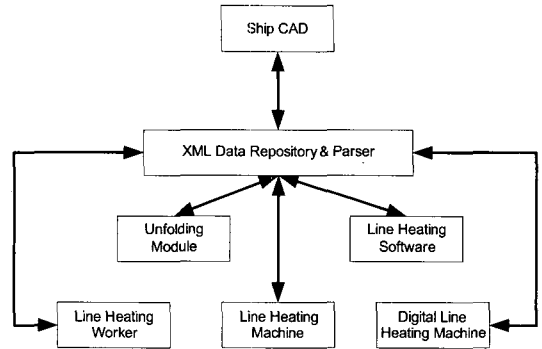 Ship CAD
XML Data Repository & Parser
Unfolding
Module
Line Heating
Software
Line Heating
Worker
Line Heating
Machine
Digital Line
Heating Machine